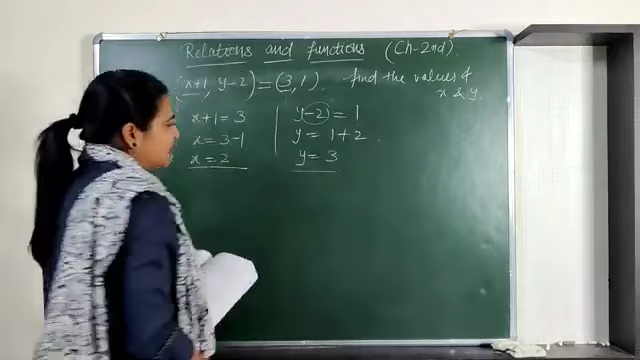 Relations and functions (Ch-2nd).
(x+1, y-2) = (3, 1). find the values of
x & y.
x+1 = 3
x = 3-1
x = 2
y-2 = 1
y = 1+2
y = 3